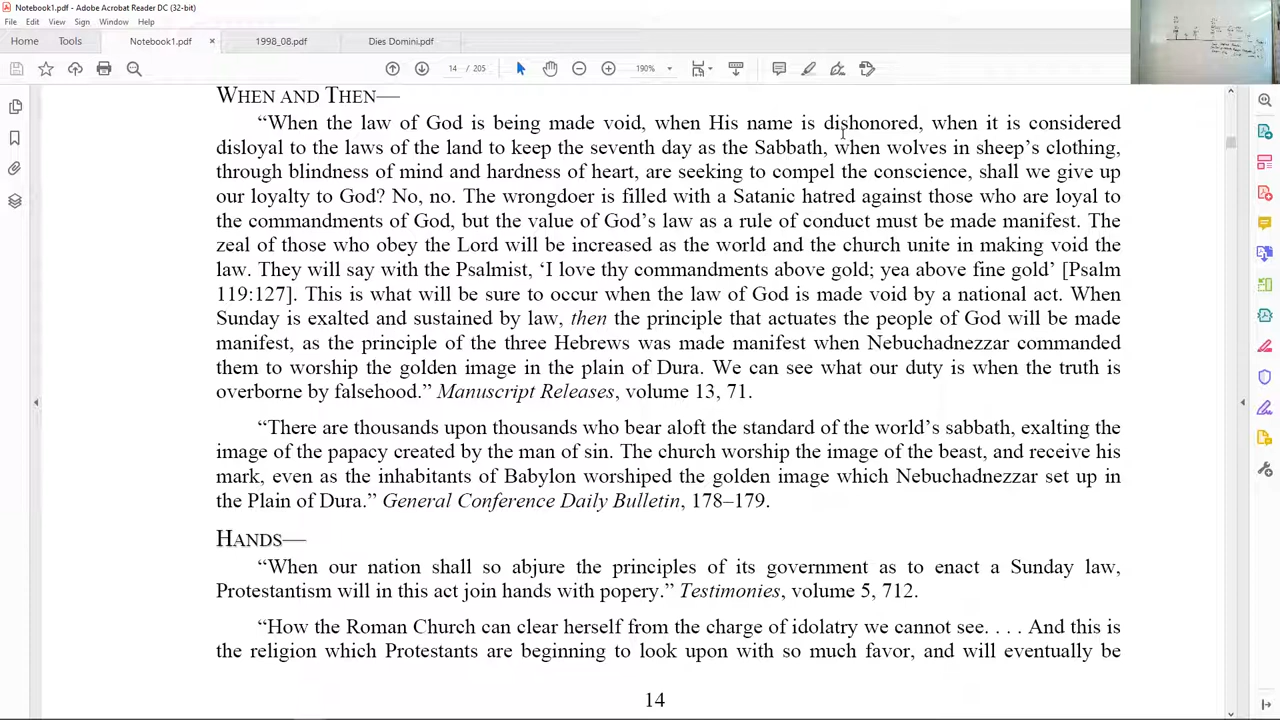 Notebook1.pdf - Adobe Acrobat Reader DC (32-bit)
File Edit View Sign Window Help
Home Tools Notebook1.pdf × 1998_08.pdf Dies Domini.pdf
14 / 205 190%
WHEN AND THEN—
“When the law of God is being made void, when His name is dishonored, when it is considered
disloyal to the laws of the land to keep the seventh day as the Sabbath, when wolves in sheep’s clothing,
through blindness of mind and hardness of heart, are seeking to compel the conscience, shall we give up
our loyalty to God? No, no. The wrongdoer is filled with a Satanic hatred against those who are loyal to
the commandments of God, but the value of God’s law as a rule of conduct must be made manifest. The
zeal of those who obey the Lord will be increased as the world and the church unite in making void the
law. They will say with the Psalmist, ‘I love thy commandments above gold; yea above fine gold’ [Psalm
119:127]. This is what will be sure to occur when the law of God is made void by a national act. When
Sunday is exalted and sustained by law, then the principle that actuates the people of God will be made
manifest, as the principle of the three Hebrews was made manifest when Nebuchadnezzar commanded
them to worship the golden image in the plain of Dura. We can see what our duty is when the truth is
overborne by falsehood.” Manuscript Releases, volume 13, 71.
“There are thousands upon thousands who bear aloft the standard of the world’s sabbath, exalting the
image of the papacy created by the man of sin. The church worship the image of the beast, and receive his
mark, even as the inhabitants of Babylon worshiped the golden image which Nebuchadnezzar set up in
the Plain of Dura.” General Conference Daily Bulletin, 178–179.
HANDS—
“When our nation shall so abjure the principles of its government as to enact a Sunday law,
Protestantism will in this act join hands with popery.” Testimonies, volume 5, 712.
“How the Roman Church can clear herself from the charge of idolatry we cannot see. . . . And this is
the religion which Protestants are beginning to look upon with so much favor, and will eventually be
14